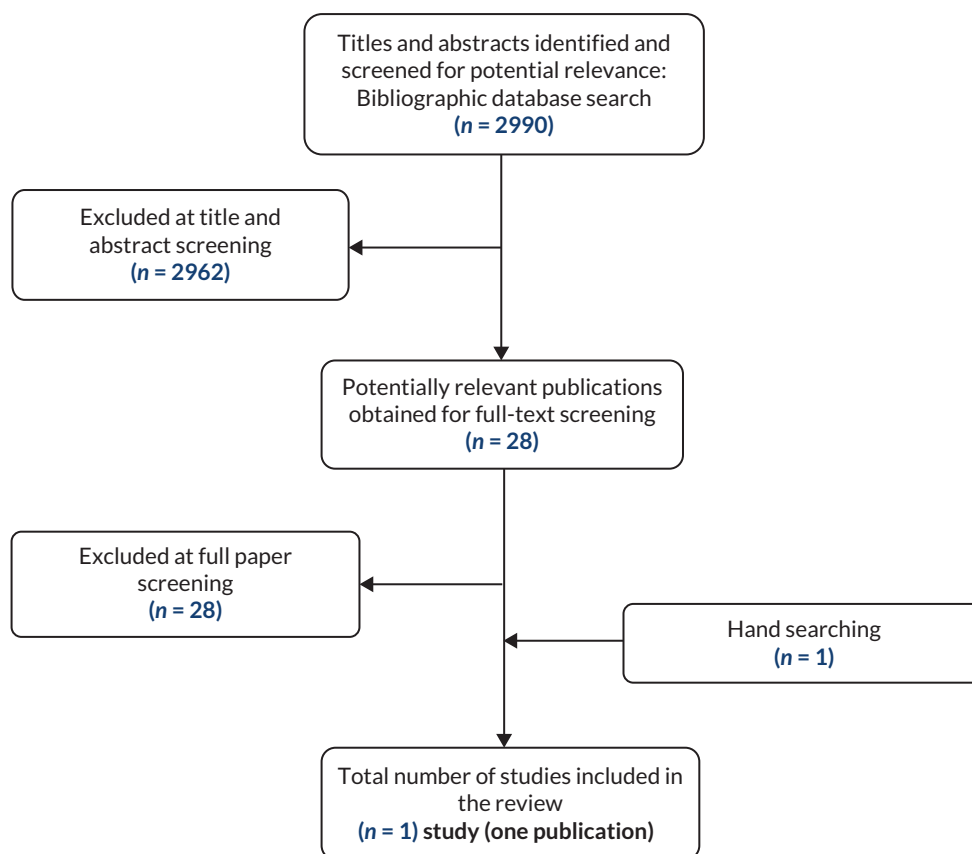 Titles and abstracts identified and
screened for potential relevance:
Bibliographic database search
(n = 2990)
Excluded at title and
abstract screening
(n = 2962)
Potentially relevant publications
obtained for full-text screening
(n = 28)
Excluded at full paper
screening
(n = 28)
Hand searching
(n = 1)
Total number of studies included in
the review
(n = 1) study (one publication)